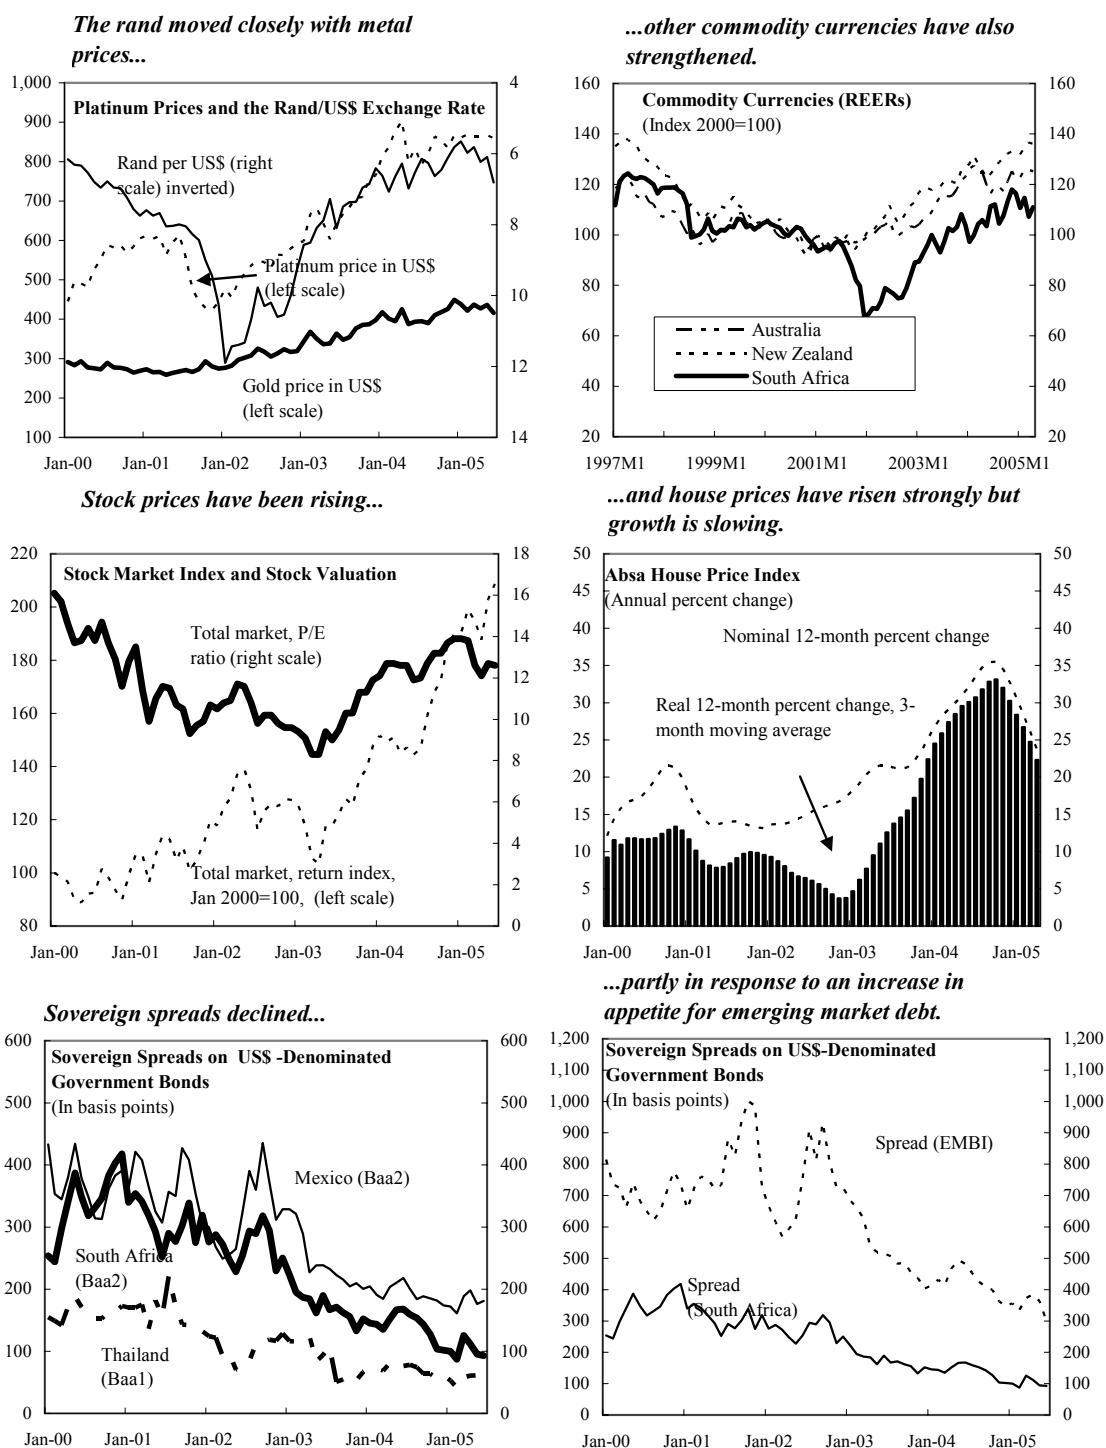 The rand moved closely with metal
prices...
Platinum Prices and the Rand/US$ Exchange Rate
1,000
900
800
700
600
500
400
300
200
100
4
6
8
10
12
14
Rand per US$ (right
scale) inverted)
Platinum price in US$
(left scale)
Gold price in US$
(left scale)
Jan-00 Jan-01 Jan-02 Jan-03 Jan-04 Jan-05
...other commodity currencies have also
strengthened.
Commodity Currencies (REERs)
(Index 2000=100)
160
140
120
100
80
60
40
20
160
140
120
100
80
60
40
20
Australia
New Zealand
South Africa
1997M1 1999M1 2001M1 2003M1 2005M1
Stock prices have been rising...
Stock Market Index and Stock Valuation
220
200
180
160
140
120
100
80
18
16
14
12
10
8
6
4
2
0
Total market, P/E
ratio (right scale)
Total market, return index,
Jan 2000=100, (left scale)
Jan-00 Jan-01 Jan-02 Jan-03 Jan-04 Jan-05
...and house prices have risen strongly but
growth is slowing.
Absa House Price Index
(Annual percent change)
50
45
40
35
30
25
20
15
10
5
0
50
45
40
35
30
25
20
15
10
5
0
Nominal 12-month percent change
Real 12-month percent change, 3-
month moving average
Jan-00 Jan-01 Jan-02 Jan-03 Jan-04 Jan-05
Sovereign spreads declined...
Sovereign Spreads on US$ -Denominated
Government Bonds
(In basis points)
600
500
400
300
200
100
0
600
500
400
300
200
100
0
Mexico (Baa2)
South Africa
(Baa2)
Thailand
(Baa1)
Jan-00 Jan-01 Jan-02 Jan-03 Jan-04 Jan-05
...partly in response to an increase in
appetite for emerging market debt.
Sovereign Spreads on US$-Denominated
Government Bonds
(In basis points)
1,200
1,100
1,000
900
800
700
600
500
400
300
200
100
0
1,200
1,100
1,000
900
800
700
600
500
400
300
200
100
0
Spread (EMBI)
Spread
(South Africa)
Jan-00 Jan-01 Jan-02 Jan-03 Jan-04 Jan-05